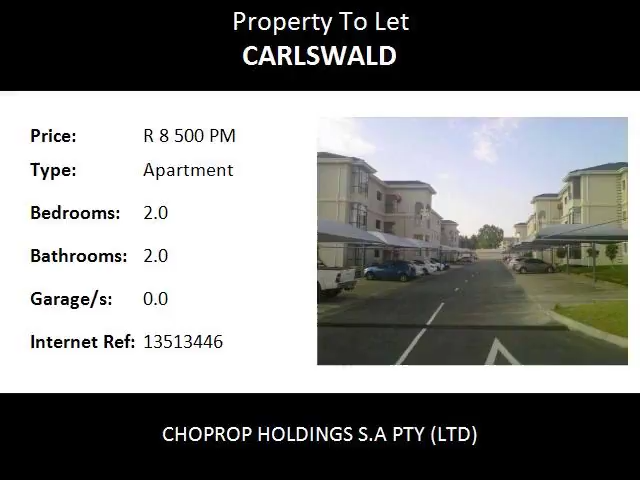 Property To Let
CARLSWALD
Price: R 8 500 PM
Type: Apartment
Bedrooms: 2.0
Bathrooms: 2.0
Garage/s: 0.0
Internet Ref: 13513446
CHOPROP HOLDINGS S.A PTY (LTD)